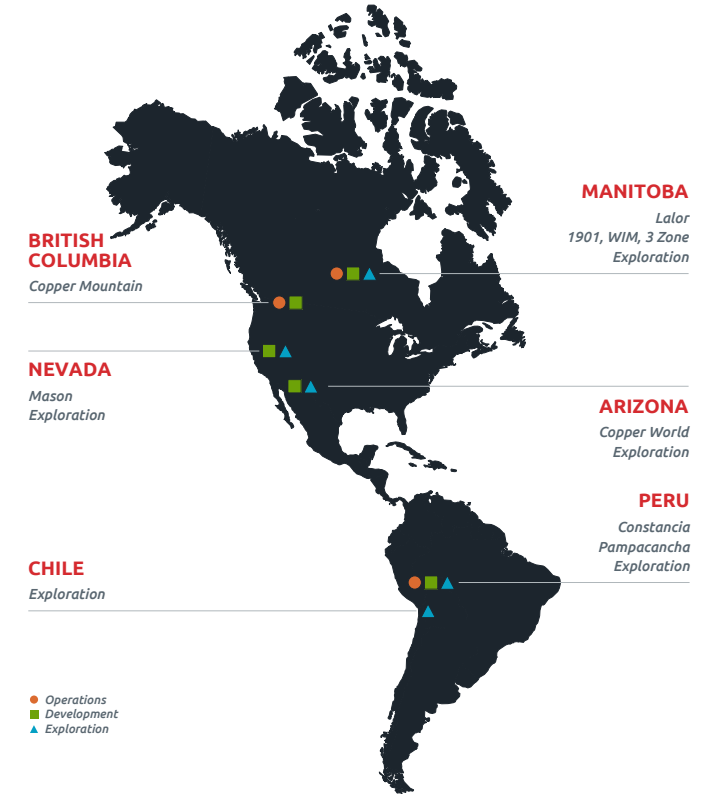 MANITOBA
Lalor
1901, WIM, 3 Zone
Exploration
BRITISH
COLUMBIA
Copper Mountain
NEVADA
Mason
Exploration
ARIZONA
Copper World
Exploration
PERU
Constancia
Pampacancha
Exploration
CHILE
Exploration
Operations
Development
Exploration